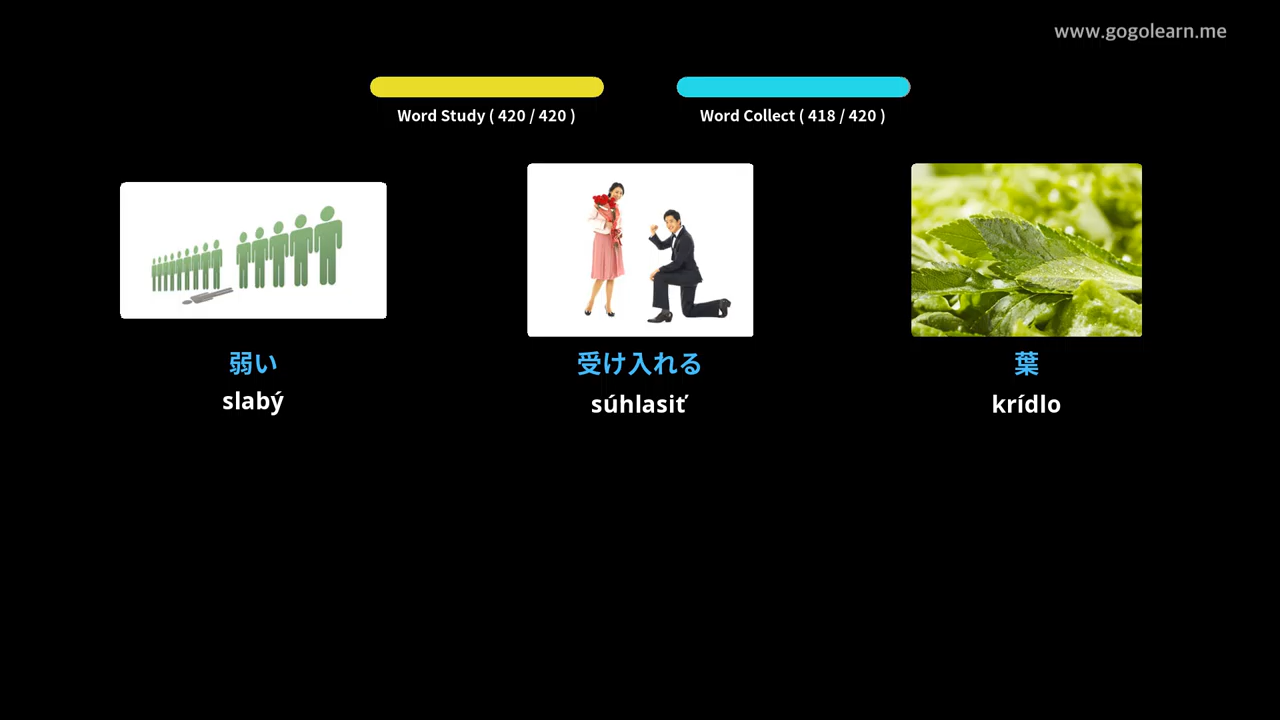 www.gogolearn.me
Word Study ( 420 / 420 )
Word Collect ( 418 / 420 )
弱い
slabý
受け入れる
súhlasiť
葉
krídlo